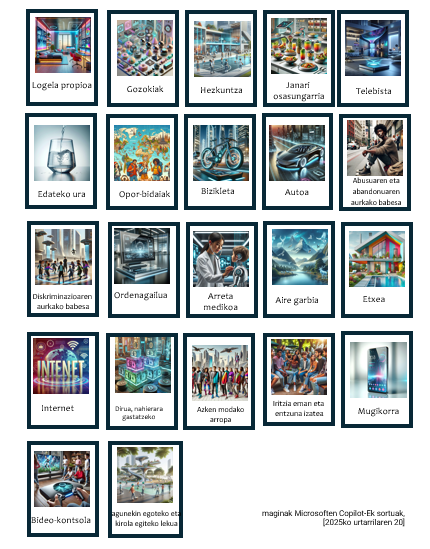 Logela propioa
Gozokiak
Hezkuntza
Janari
osasungarria
Telebista
Edateko ura
Opor-bidaiak
Bizikleta
Autoa
Abusuaren eta
abandonuaren
aurkako babesa
Diskriminazioaren
aurkako babesa
Ordenagailua
Arreta
medikoa
Aire garbia
Etxea
INTENET
Internet
Dirua, nahierara
gastatzeko
Azken modako
arropa
Iritzia eman eta
entzuna izatea
Mugikorra
Bideo-kontsola
agunekin egoteko eta
kirola egiteko lekua
maginak Microsoften Copilot-Ek sortuak,
[2025ko urtarrilaren 20]